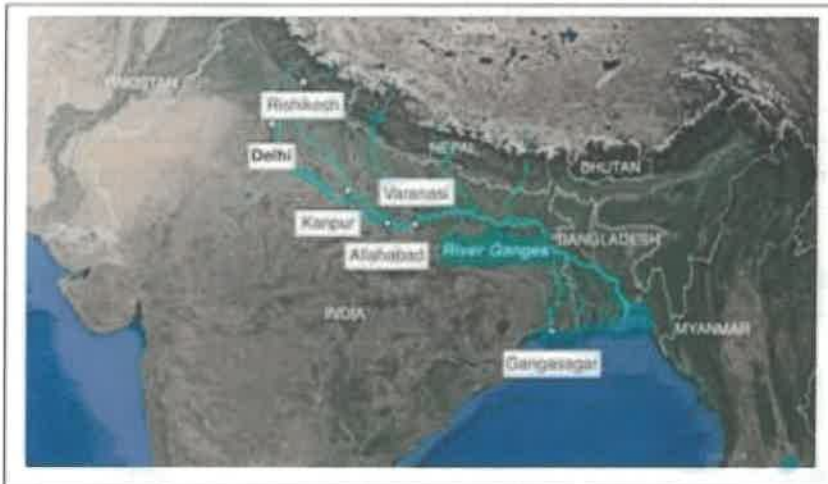 PAKISTAN
Rishikesh
Delhi
NEPAL
BHUTAN
Varanasi
Kanpur
Allahabad
River Ganges
BANGLADESH
INDIA
MYANMAR
Gangasagar